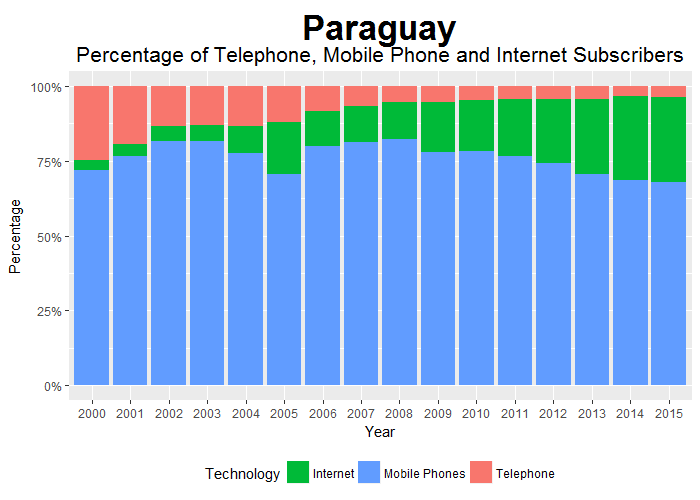 Paraguay
Percentage of Telephone, Mobile Phone and Internet Subscribers
100%
75%
50%
25%
0%
Percentage
2000 2001 2002 2003 2004 2005 2006 2007 2008 2009 2010 2011 2012 2013 2014 2015
Year
Technology Internet Mobile Phones Telephone